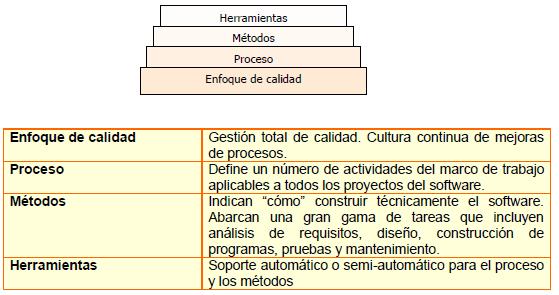 Herramientas
Métodos
Proceso
Enfoque de calidad
Enfoque de calidad
Gestión total de calidad. Cultura continua de mejoras
de procesos.
Proceso
Define un número de actividades del marco de trabajo
aplicables a todos los proyectos del software.
Métodos
Indican “cómo” construir técnicamente el software.
Abarcan una gran gama de tareas que incluyen
análisis de requisitos, diseño, construcción de
programas, pruebas y mantenimiento.
Herramientas
Soporte automático o semi-automático para el proceso
y los métodos